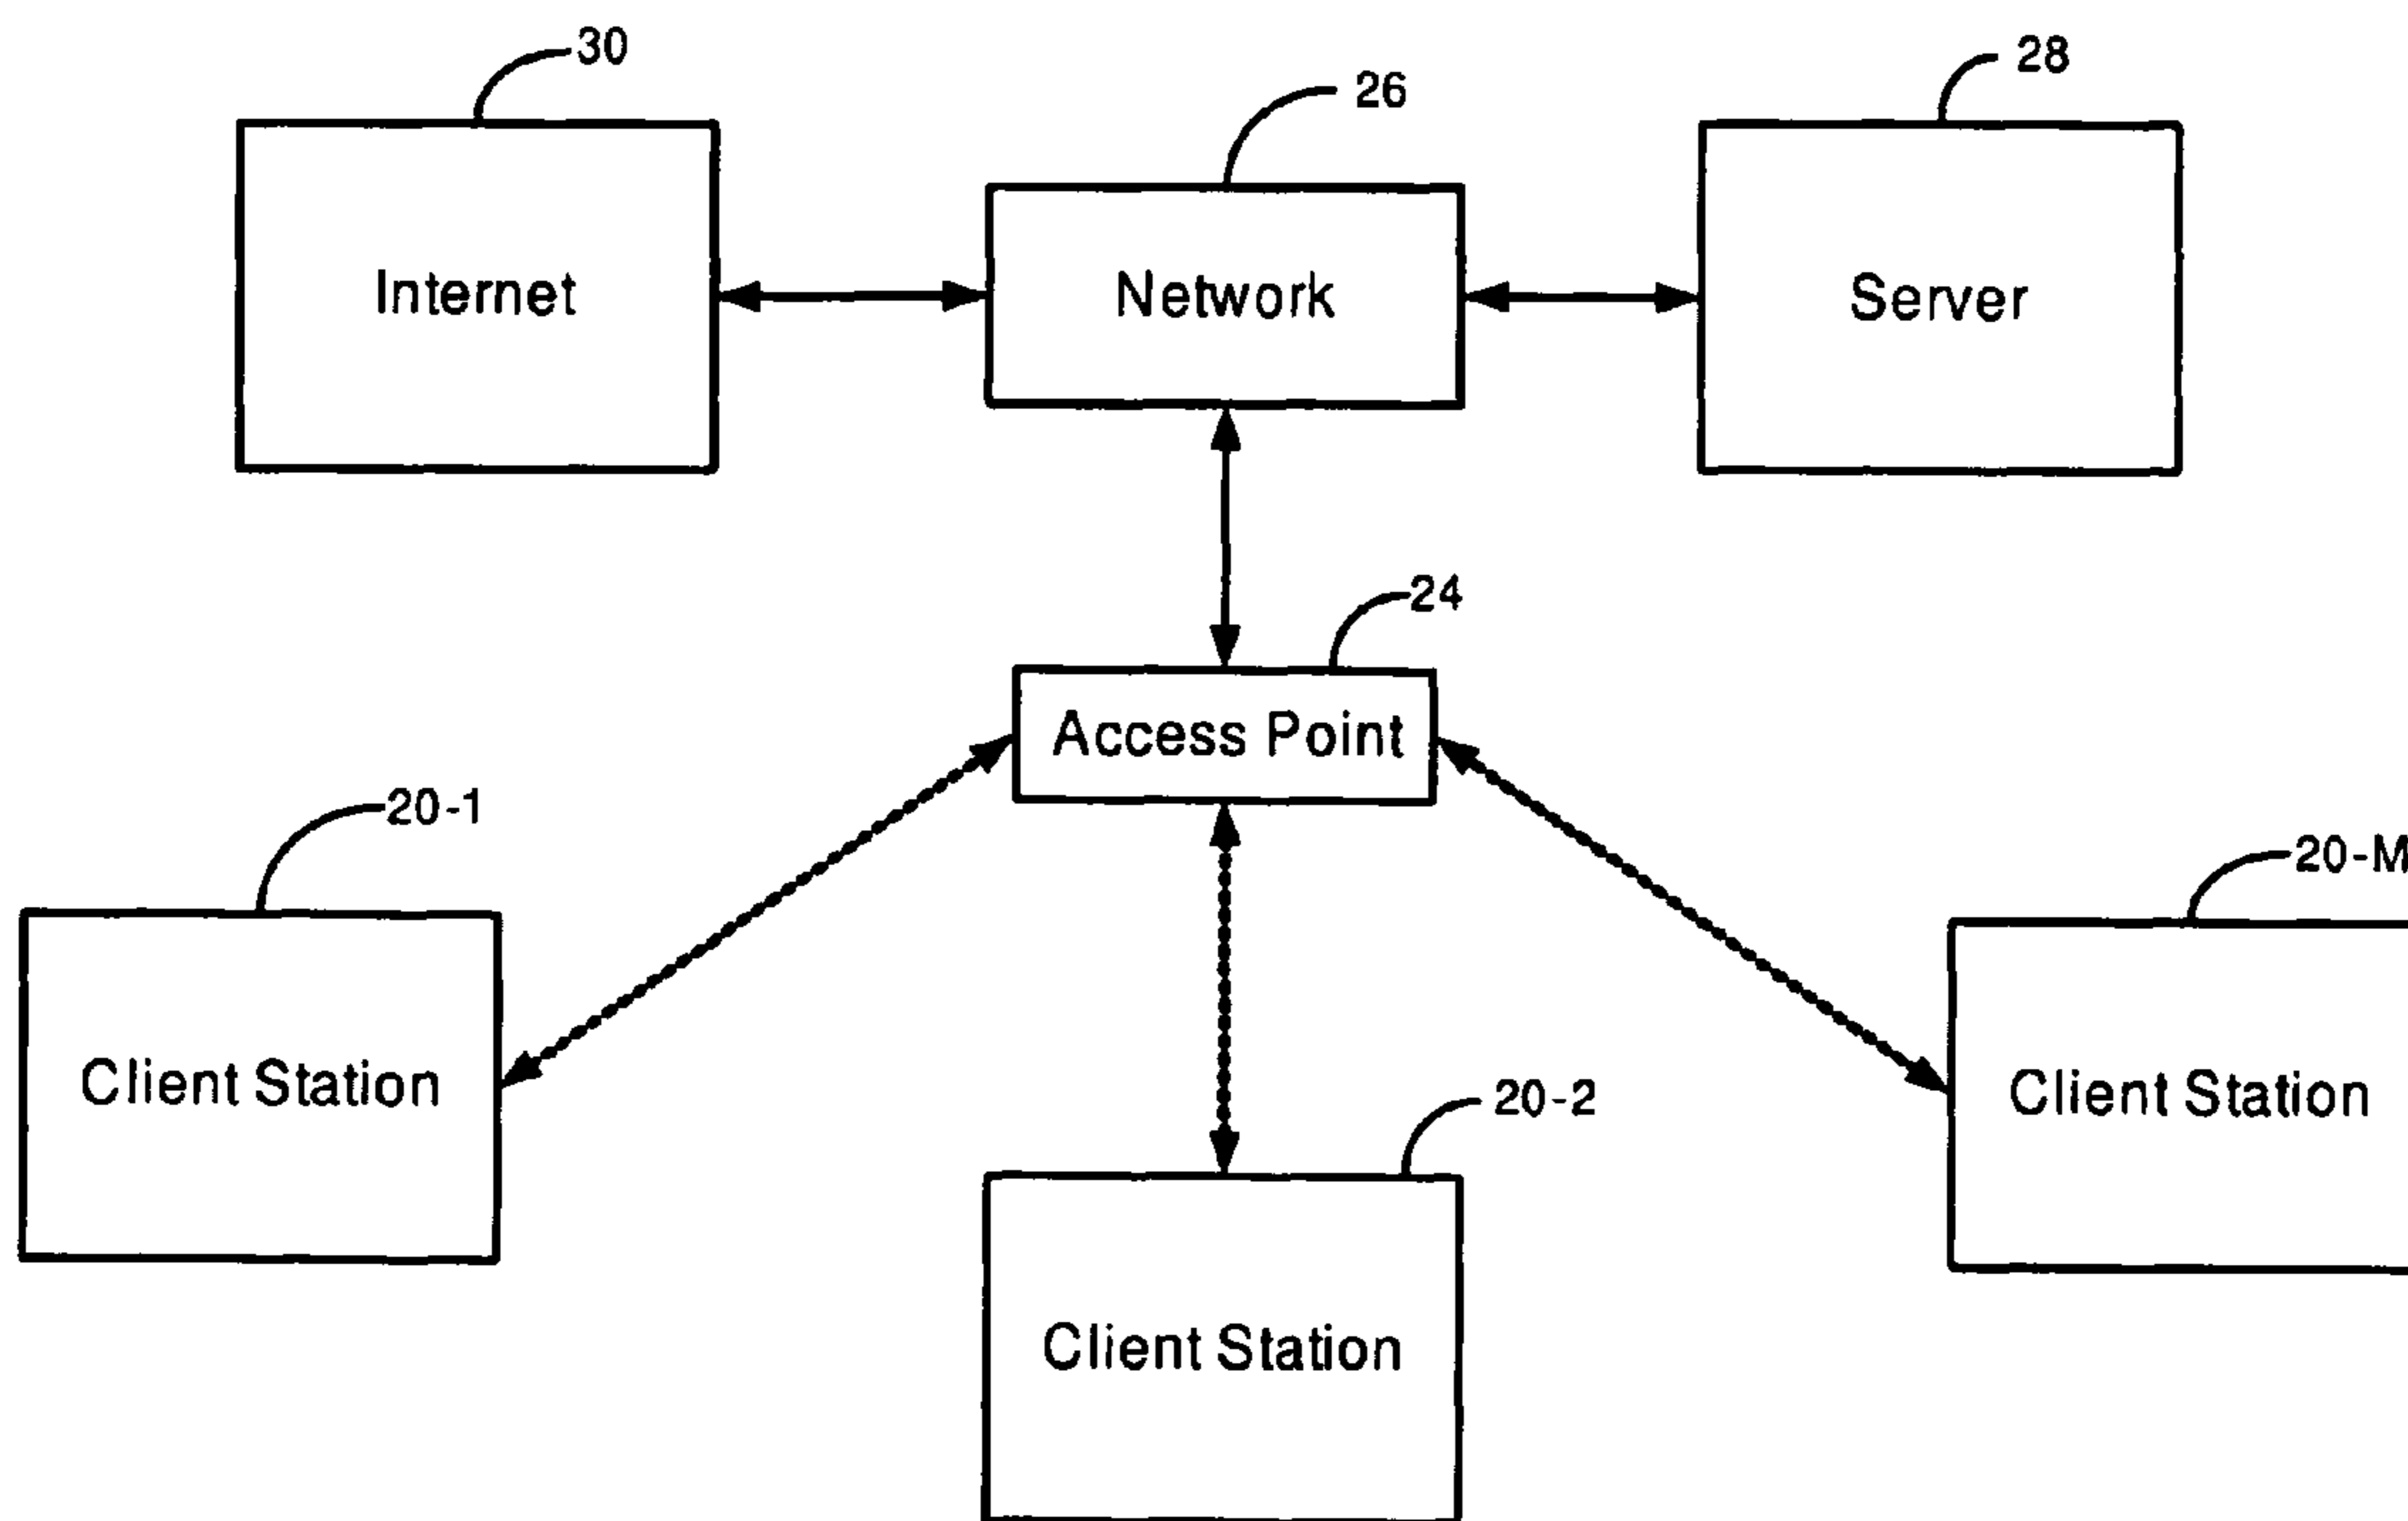 30
26
28
Internet
Network
Server
24
Access Point
20-1
20-M
Client Station
Client Station
20-2
Client Station